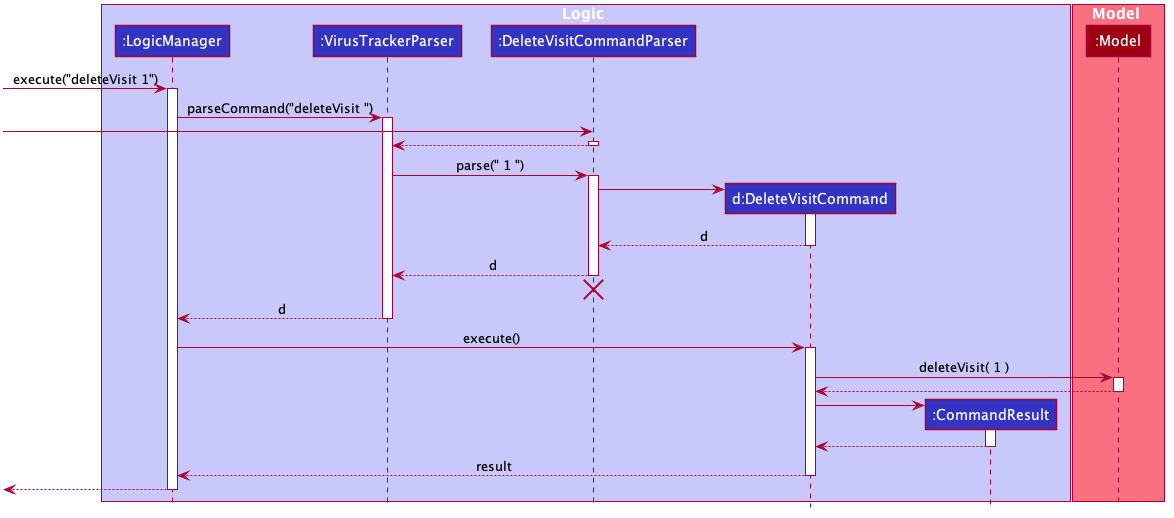 Logic
Model
:LogicManager
:VirusTrackerParser
:DeleteVisitCommandParser
:Model
execute("deleteVisit 1")
parseCommand("deleteVisit ")
parse(" 1 ")
d:DeleteVisitCommand
d
d
d
execute()
deleteVisit( 1 )
:CommandResult
result